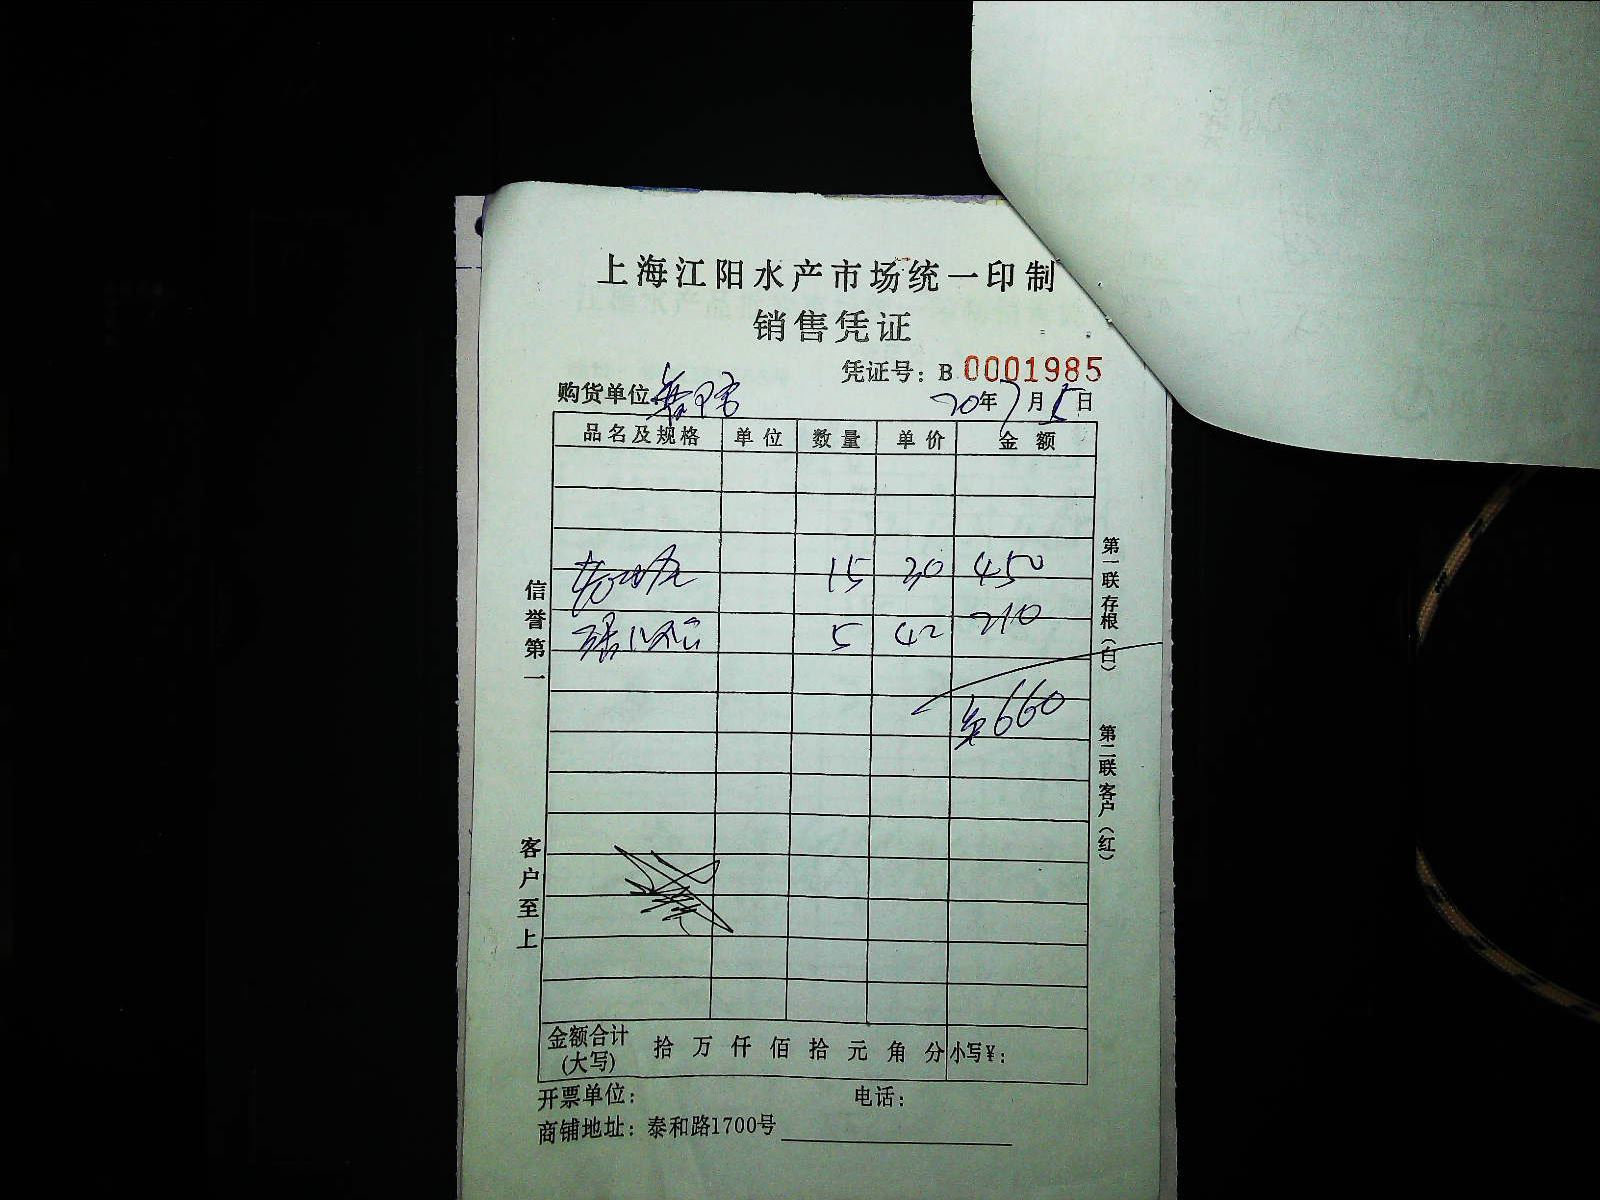 上海江阳水产市场统一印制
销售凭证
凭证号：B 0001985
购货单位 20年7月5日
品名及规格 单位 数量 单价 金额
15 30 450
5 42 210
660
信誉第一
客户至上
第一联存根（白）
第二联客户（红）
金额合计(大写) 拾 万 仟 佰 拾 元 角 分 小写¥：
开票单位： 电话：
商铺地址：泰和路1700号